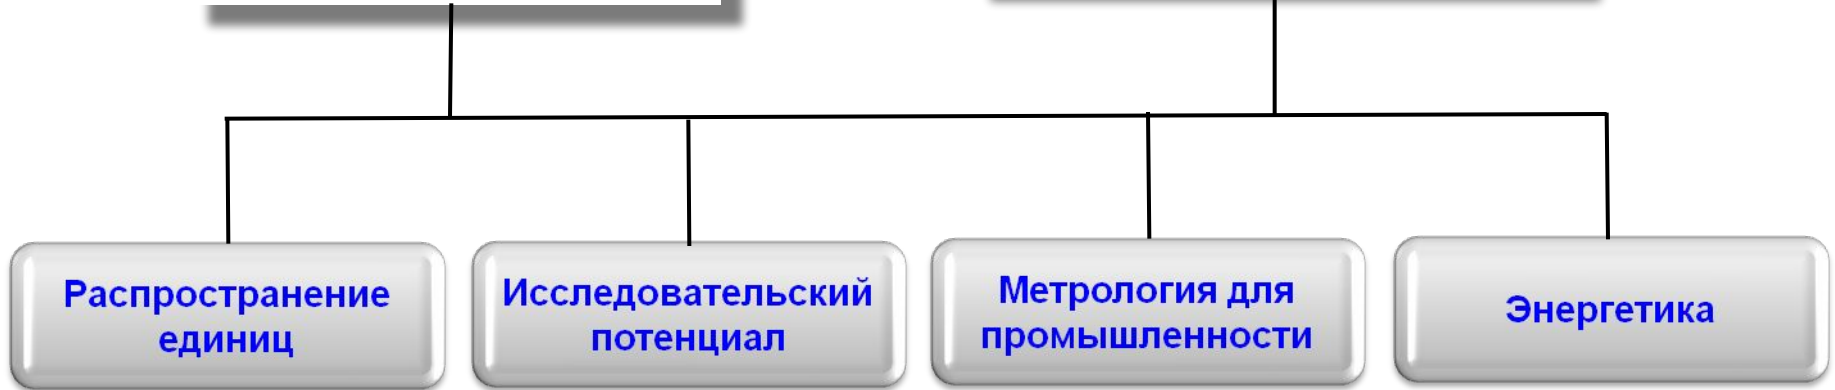 Распространение
единиц
Исследовательский
потенциал
Метрология для
промышленности
Энергетика